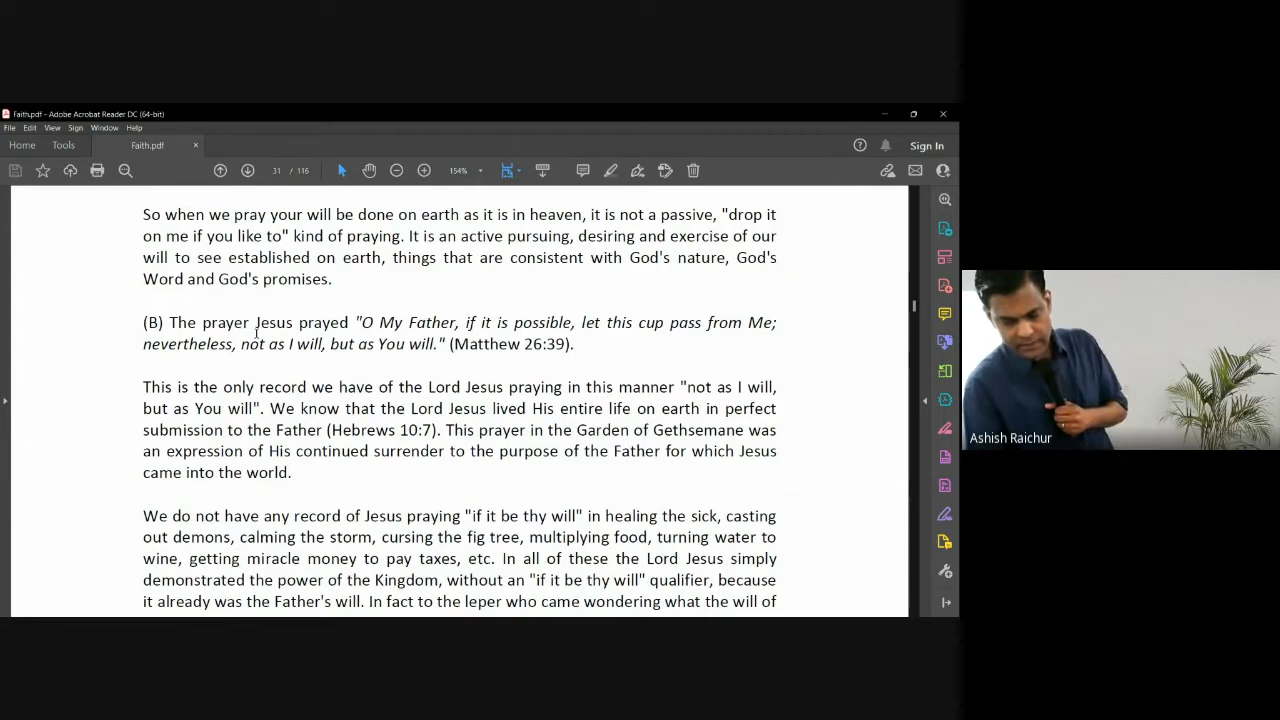 Faith.pdf - Adobe Acrobat Reader DC (64-bit)
File Edit View Sign Window Help
Home Tools Faith.pdf × Sign In
31 / 116 154%
So when we pray your will be done on earth as it is in heaven, it is not a passive, "drop it
on me if you like to" kind of praying. It is an active pursuing, desiring and exercise of our
will to see established on earth, things that are consistent with God's nature, God's
Word and God's promises.
(B) The prayer Jesus prayed "O My Father, if it is possible, let this cup pass from Me;
nevertheless, not as I will, but as You will." (Matthew 26:39).
This is the only record we have of the Lord Jesus praying in this manner "not as I will,
but as You will". We know that the Lord Jesus lived His entire life on earth in perfect
submission to the Father (Hebrews 10:7). This prayer in the Garden of Gethsemane was
an expression of His continued surrender to the purpose of the Father for which Jesus
came into the world.
We do not have any record of Jesus praying "if it be thy will" in healing the sick, casting
out demons, calming the storm, cursing the fig tree, multiplying food, turning water to
wine, getting miracle money to pay taxes, etc. In all of these the Lord Jesus simply
demonstrated the power of the Kingdom, without an "if it be thy will" qualifier, because
it already was the Father's will. In fact to the leper who came wondering what the will of
Ashish Raichur